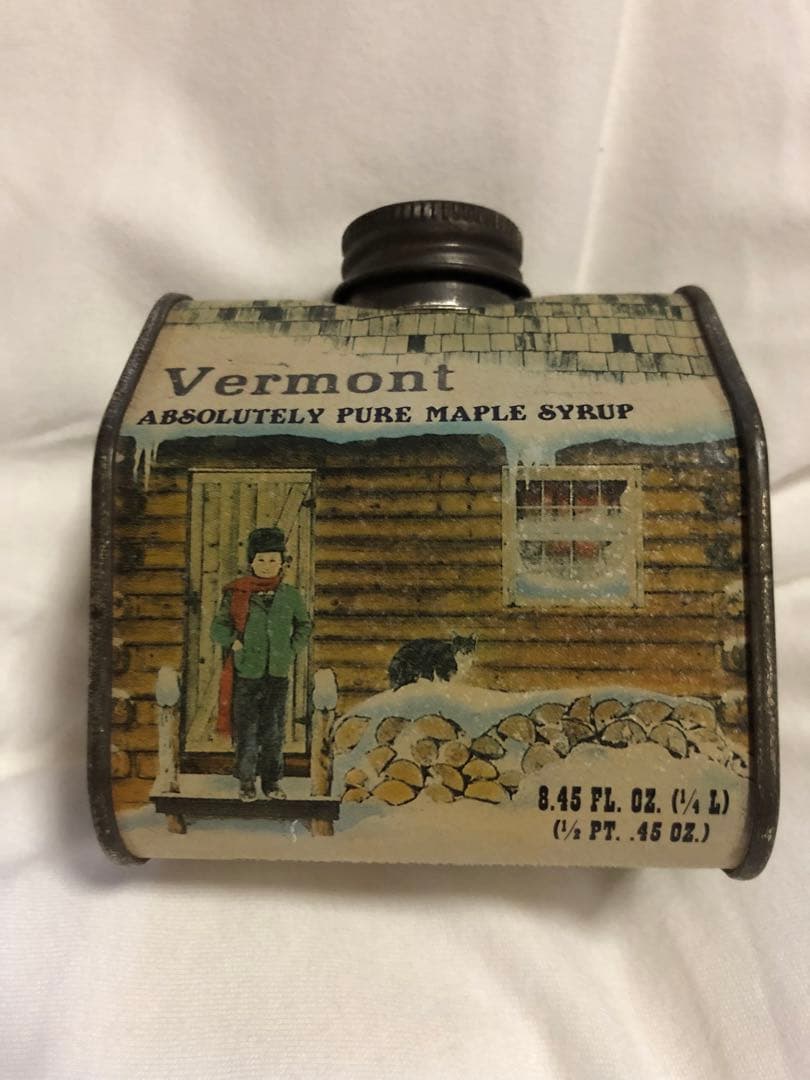 Vermont
ABSOLUTELY PURE MAPLE SYRUP
8.45 FL. OZ. (¼ L)
(½ PT. .45 OZ.)